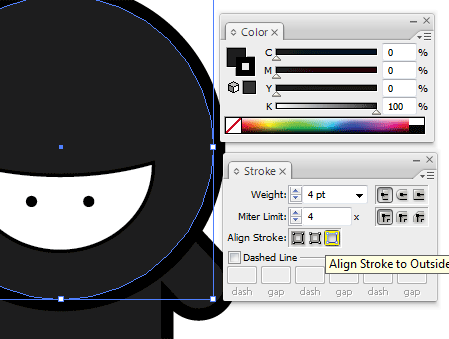 Color
C 0 %
M 0 %
Y 0 %
K 100 %
Stroke
Weight: 4 pt
Miter Limit: 4 x
Align Stroke:
Align Stroke to Outside
Dashed Line
dash gap dash gap dash gap